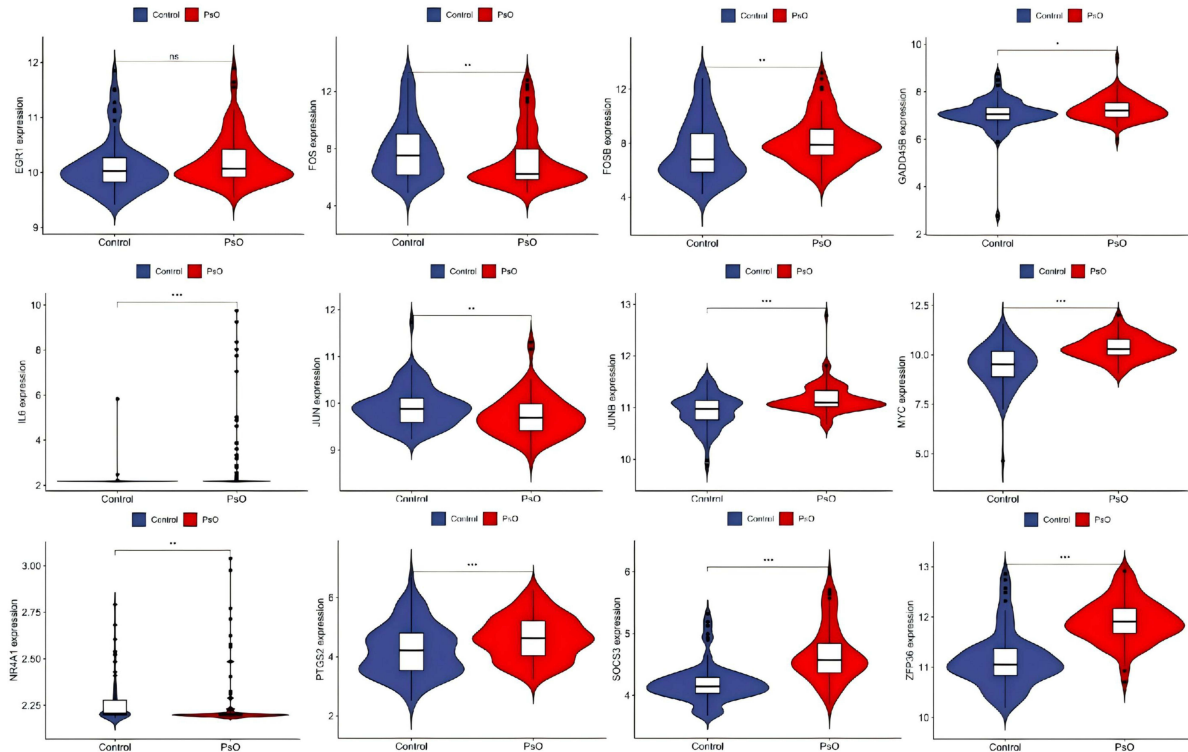 Control PsO
EGR1 expression
12
11
10
9
ns
Control PsO
Control PsO
FOS expression
12
8
4
**
Control PsO
Control PsO
FOSB expression
12
8
4
**
Control PsO
Control PsO
GADD45B expression
10
8
6
4
2
*
Control PsO
Control PsO
IL6 expression
10
8
6
4
2
***
Control PsO
Control PsO
JUN expression
12
11
10
9
**
Control PsO
Control PsO
JUNB expression
13
12
11
10
***
Control PsO
Control PsO
MYC expression
12.5
10.0
7.5
5.0
***
Control PsO
Control PsO
NR4A1 expression
3.00
2.75
2.50
2.25
**
Control PsO
Control PsO
PTGS2 expression
6
4
2
***
Control PsO
Control PsO
SOCS3 expression
6
5
4
***
Control PsO
Control PsO
ZFP36 expression
13
12
11
10
***
Control PsO